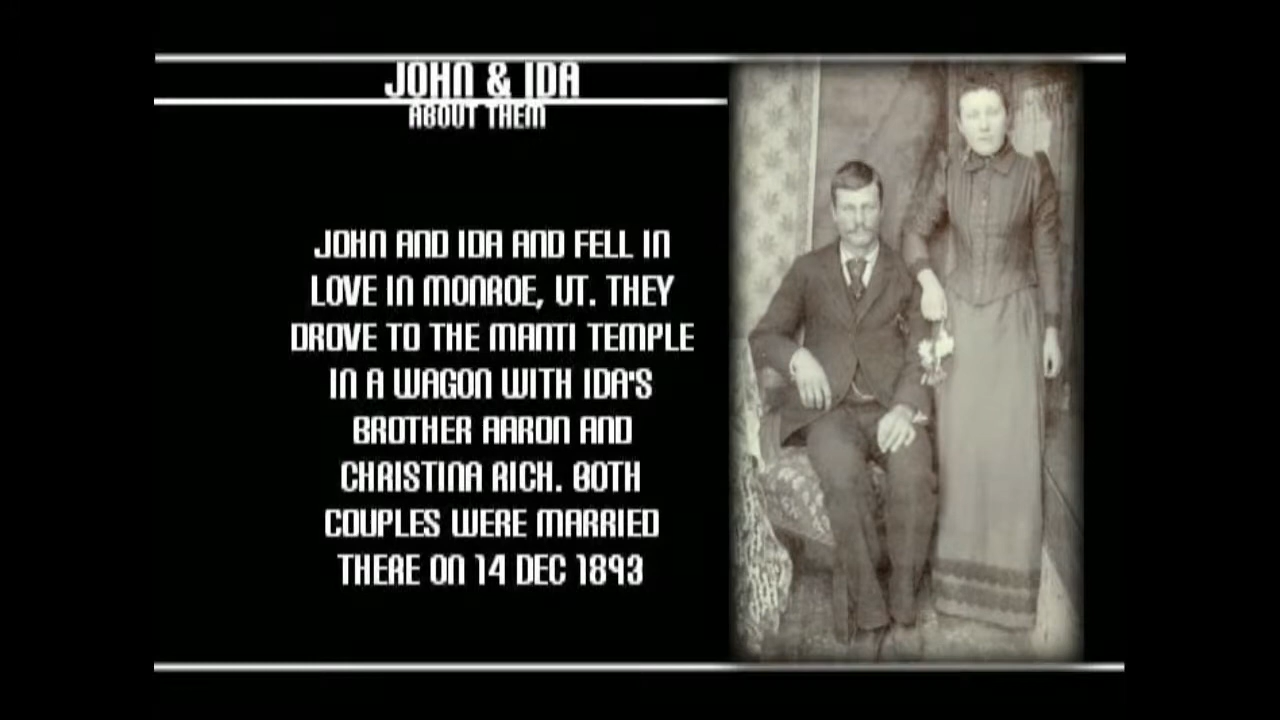 JOHN & IDA
ABOUT THEM
JOHN AND IDA AND FELL IN
LOVE IN MONROE, UT. THEY
DROVE TO THE MANTI TEMPLE
IN A WAGON WITH IDA'S
BROTHER AARON AND
CHRISTINA RICH. BOTH
COUPLES WERE MARRIED
THERE ON 14 DEC 1893